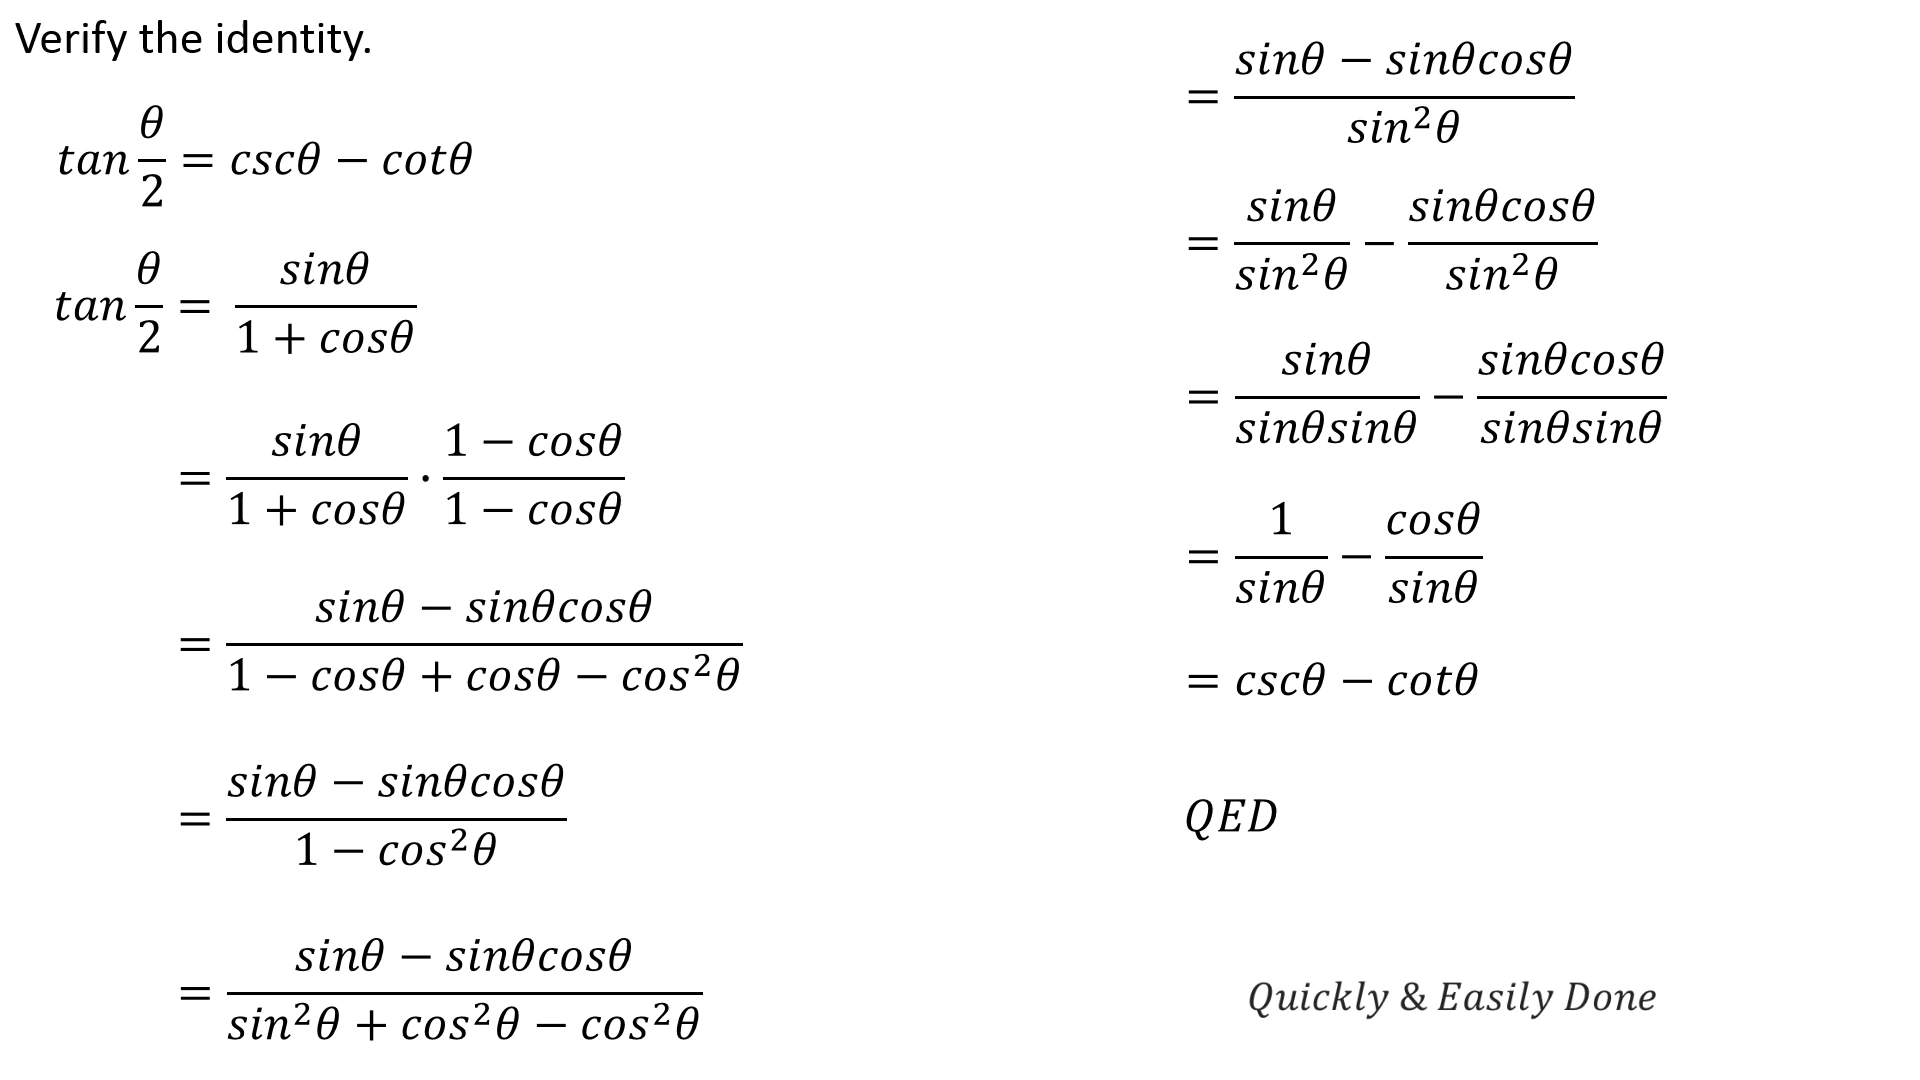 Verify the identity.
tan θ/2 = cscθ − cotθ
tan θ/2 = sinθ/(1 + cosθ)
= sinθ/(1 + cosθ) · (1 − cosθ)/(1 − cosθ)
= (sinθ − sinθcosθ)/(1 − cosθ + cosθ − cos²θ)
= (sinθ − sinθcosθ)/(1 − cos²θ)
= (sinθ − sinθcosθ)/(sin²θ + cos²θ − cos²θ)
= (sinθ − sinθcosθ)/sin²θ
= sinθ/sin²θ − sinθcosθ/sin²θ
= sinθ/(sinθsinθ) − sinθcosθ/(sinθsinθ)
= 1/sinθ − cosθ/sinθ
= cscθ − cotθ
QED
Quickly & Easily Done